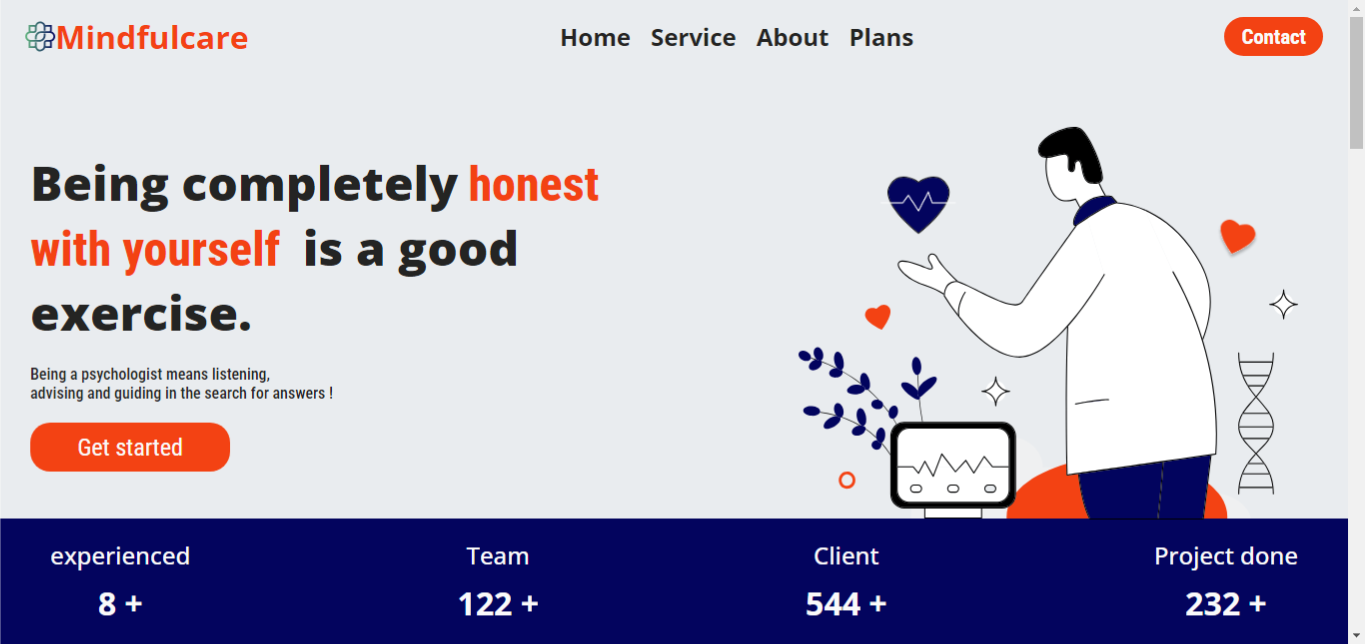 Mindfulcare
Home Service About Plans
Contact
Being completely honest
with yourself is a good
exercise.
Being a psychologist means listening,
advising and guiding in the search for answers !
Get started
experienced
8 +
Team
122 +
Client
544 +
Project done
232 +